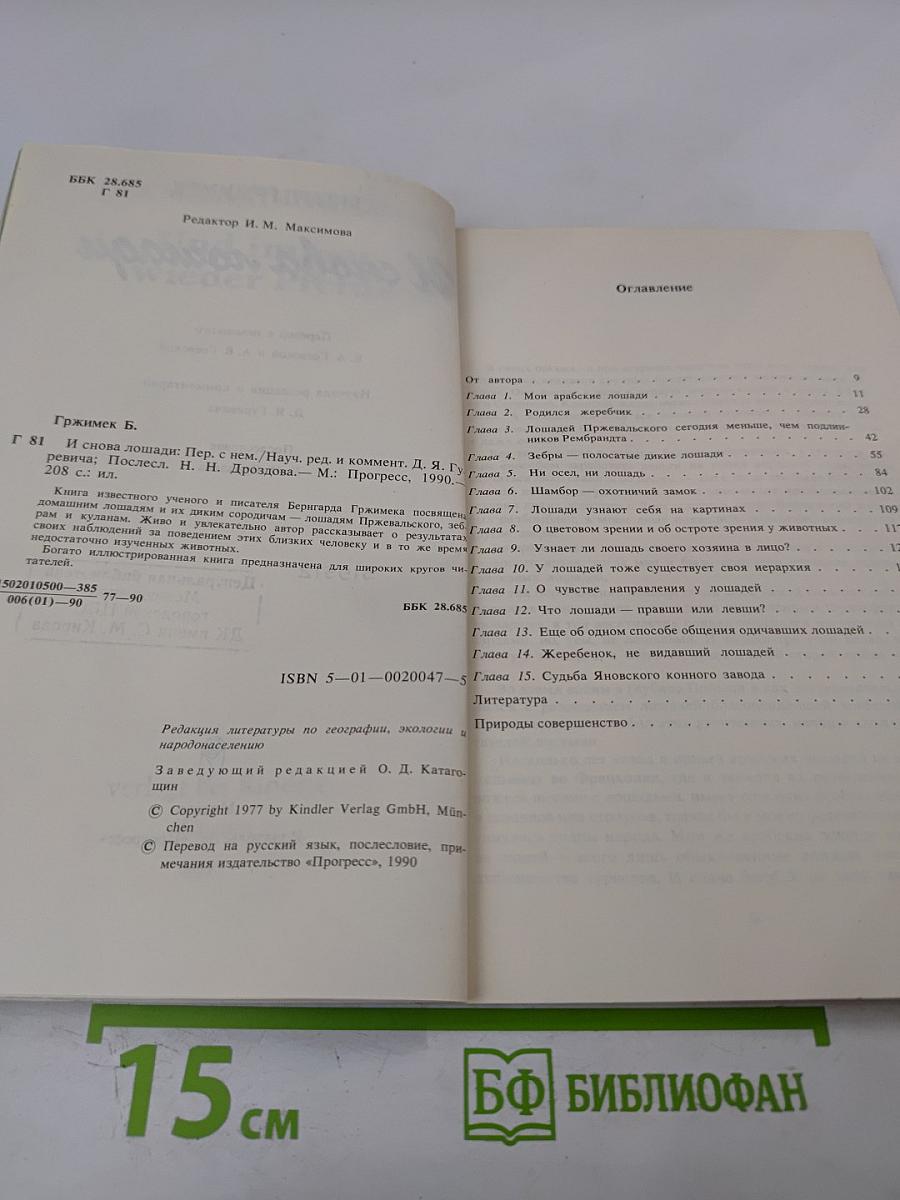 ББК 28.685
Г 81
Редактор И. М. Максимова
Гржимек Б.
Г 81 И снова лошади: Пер. с нем./Науч. ред. и коммент. Д. Я. Гу-
ревича; Послесл. Н. Н. Дроздова.— М.: Прогресс, 1990.—
208 с.: ил.
Книга известного ученого и писателя Бернгарда Гржимека посвящена
домашним лошадям и их диким сородичам — лошадям Пржевальского, зеб-
рам и куланам. Живо и увлекательно автор рассказывает о результатах
своих наблюдений за поведением этих близких человеку и в то же время
недостаточно изученных животных.
Богато иллюстрированная книга предназначена для широких кругов чи-
тателей.
1502010500—385
006(01)—90
77—90
ББК 28.685
ISBN 5—01—0020047—5
Редакция литературы по географии, экологии и
народонаселению
Заведующий редакцией О. Д. Катаго-
щин
© Copyright 1977 by Kindler Verlag GmbH, Mün-
chen
© Перевод на русский язык, послесловие, при-
мечания издательство «Прогресс», 1990
Оглавление
От автора . . . . . . . . . . . . . . . . . . . . 9
Глава 1. Мои арабские лошади . . . . . . . . . . . . 11
Глава 2. Родился жеребчик . . . . . . . . . . . . . 28
Глава 3. Лошадей Пржевальского сегодня меньше, чем подлин-
ников Рембрандта . . . . . . . . . . . . . 42
Глава 4. Зебры — полосатые дикие лошади . . . . . . . 55
Глава 5. Ни осел, ни лошадь . . . . . . . . . . . . 84
Глава 6. Шамбор — охотничий замок . . . . . . . . . 102
Глава 7. Лошади узнают себя на картинах . . . . . . . 109
Глава 8. О цветовом зрении и об остроте зрения у животных . . 117
Глава 9. Узнает ли лошадь своего хозяина в лицо? . . . . . 12
Глава 10. У лошадей тоже существует своя иерархия . . . . . 1
Глава 11. О чувстве направления у лошадей . . . . . . .
Глава 12. Что лошади — правши или левши? . . . . . . .
Глава 13. Еще об одном способе общения одичавших лошадей .
Глава 14. Жеребенок, не видавший лошадей . . . . . . .
Глава 15. Судьба Яновского конного завода . . . . . . .
Литература . . . . . . . . . . . . . . . . . . .
Природы совершенство . . . . . . . . . . . . . . .
15 см
БФ БИБЛИОФАН